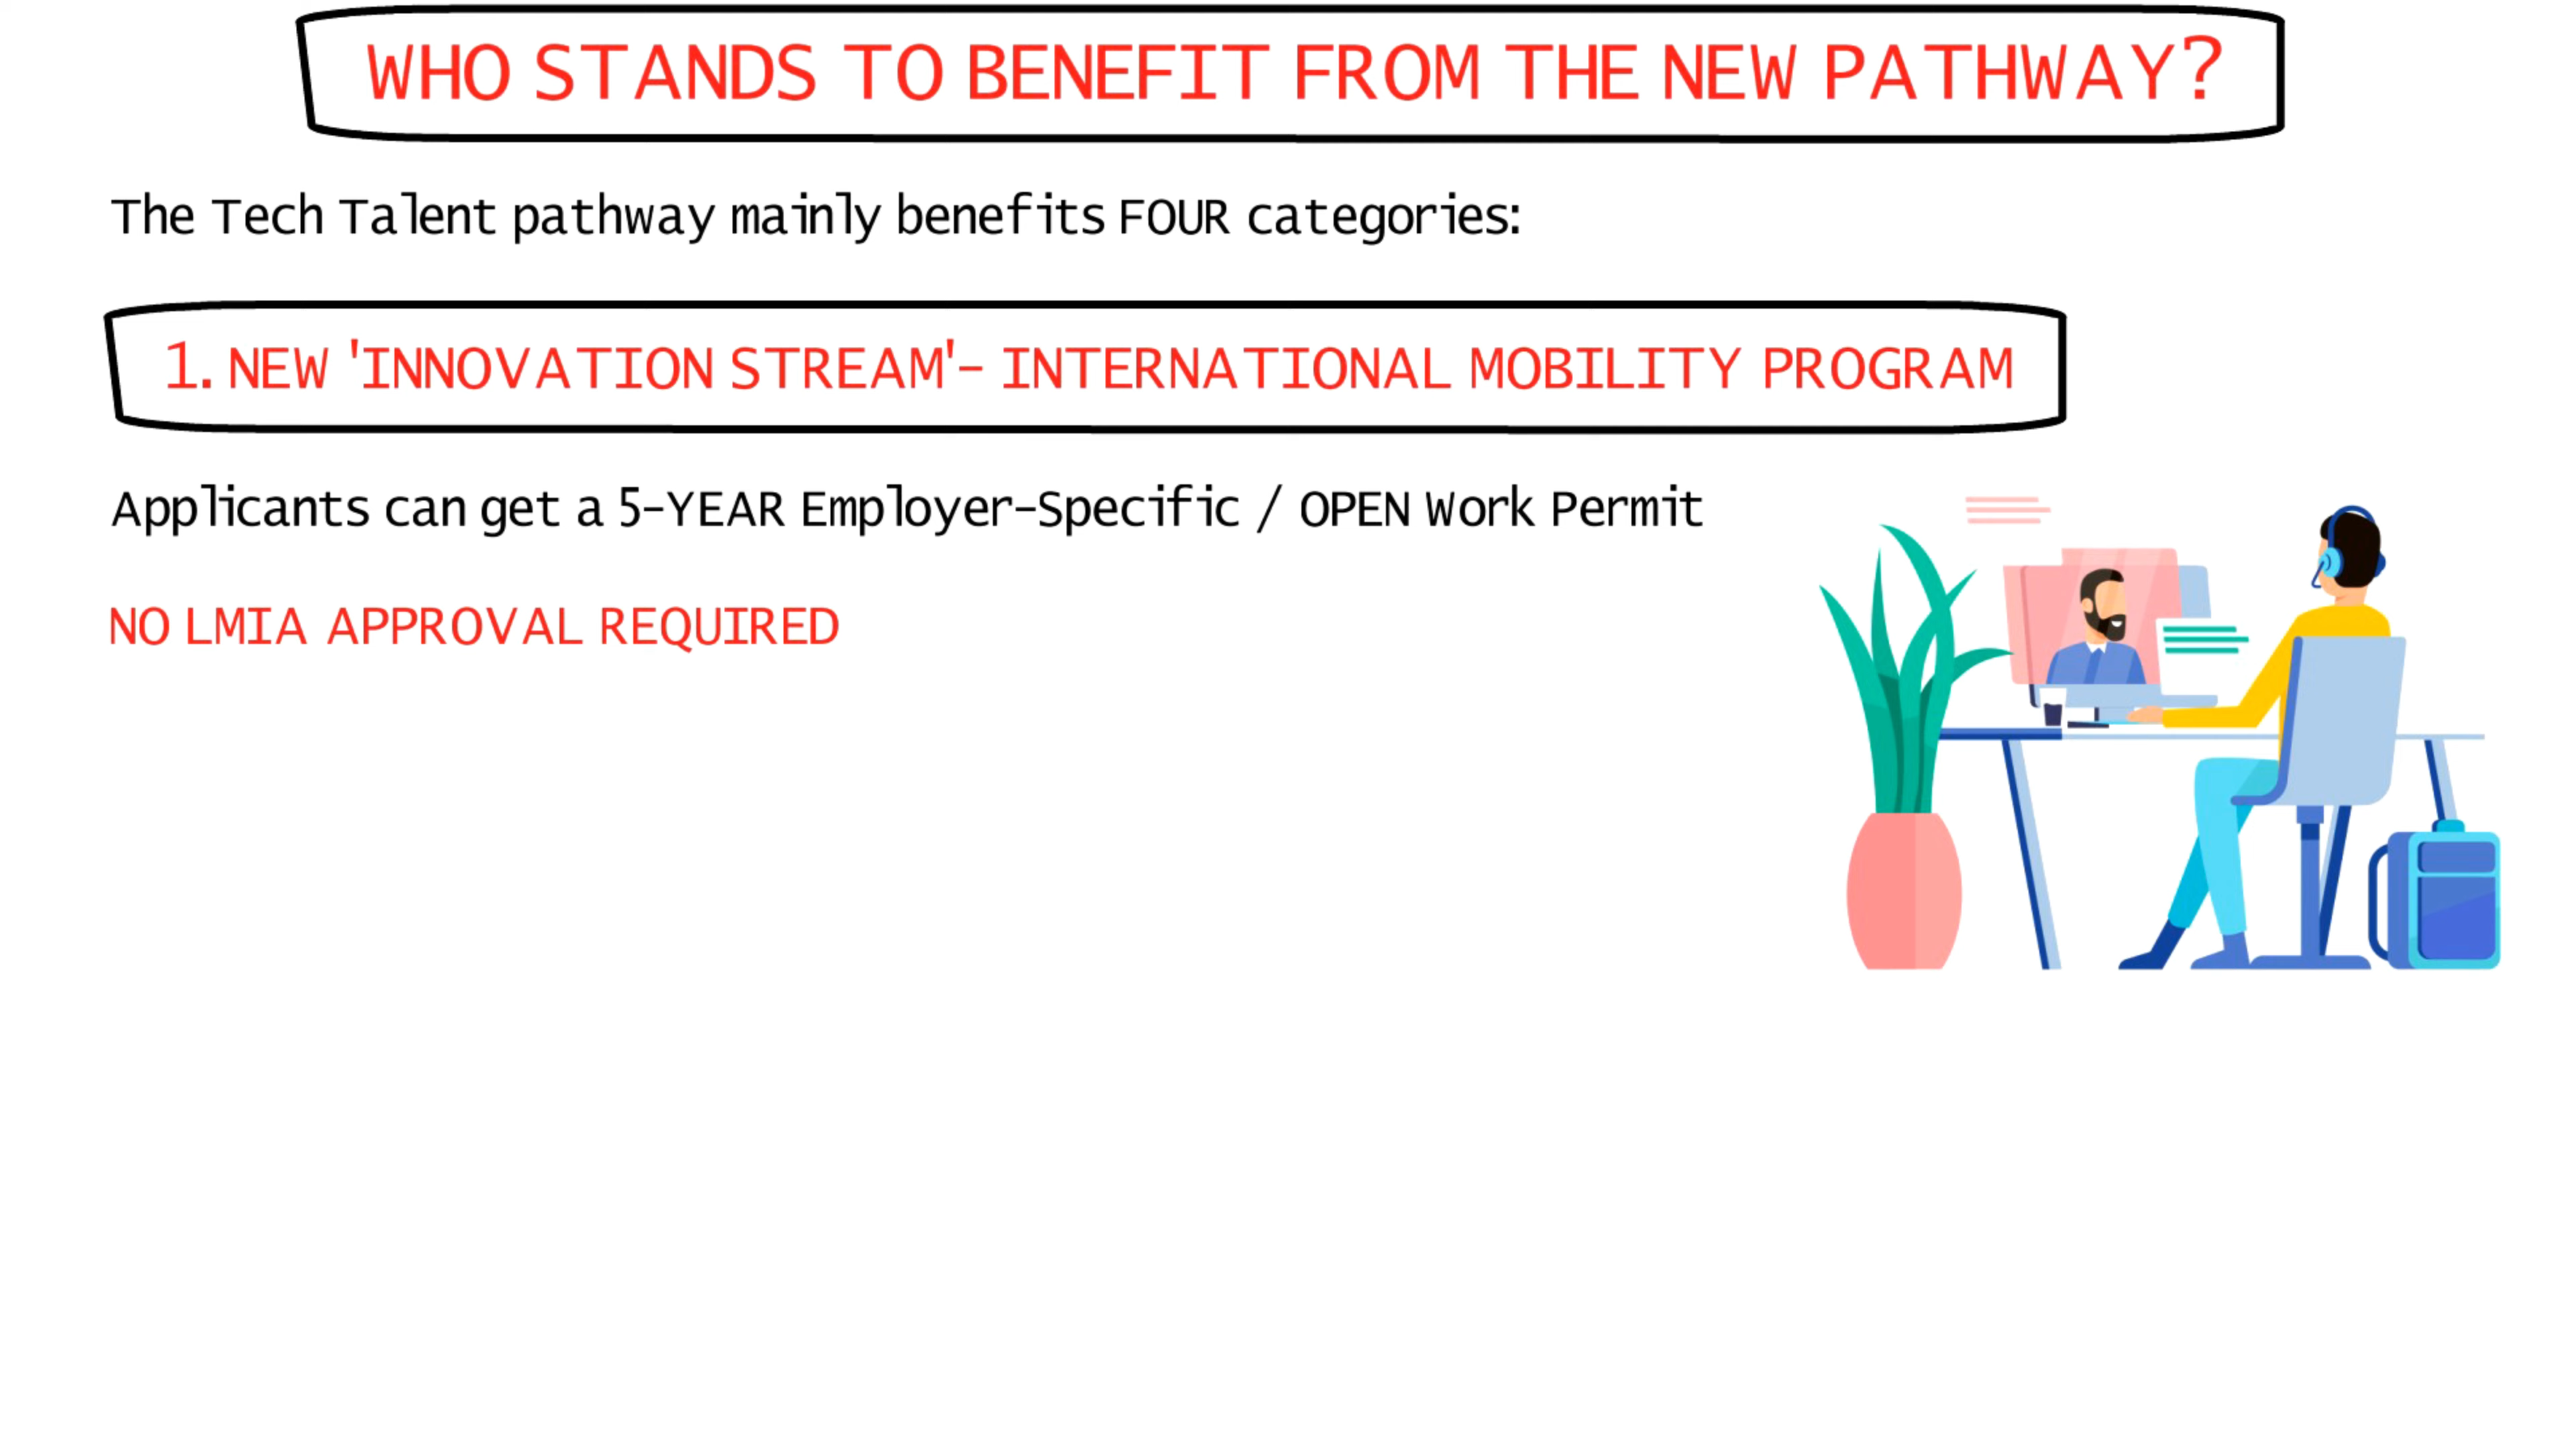 WHO STANDS TO BENEFIT FROM THE NEW PATHWAY?
The Tech Talent pathway mainly benefits FOUR categories:
1. NEW 'INNOVATION STREAM'- INTERNATIONAL MOBILITY PROGRAM
Applicants can get a 5-YEAR Employer-Specific / OPEN Work Permit
NO LMIA APPROVAL REQUIRED